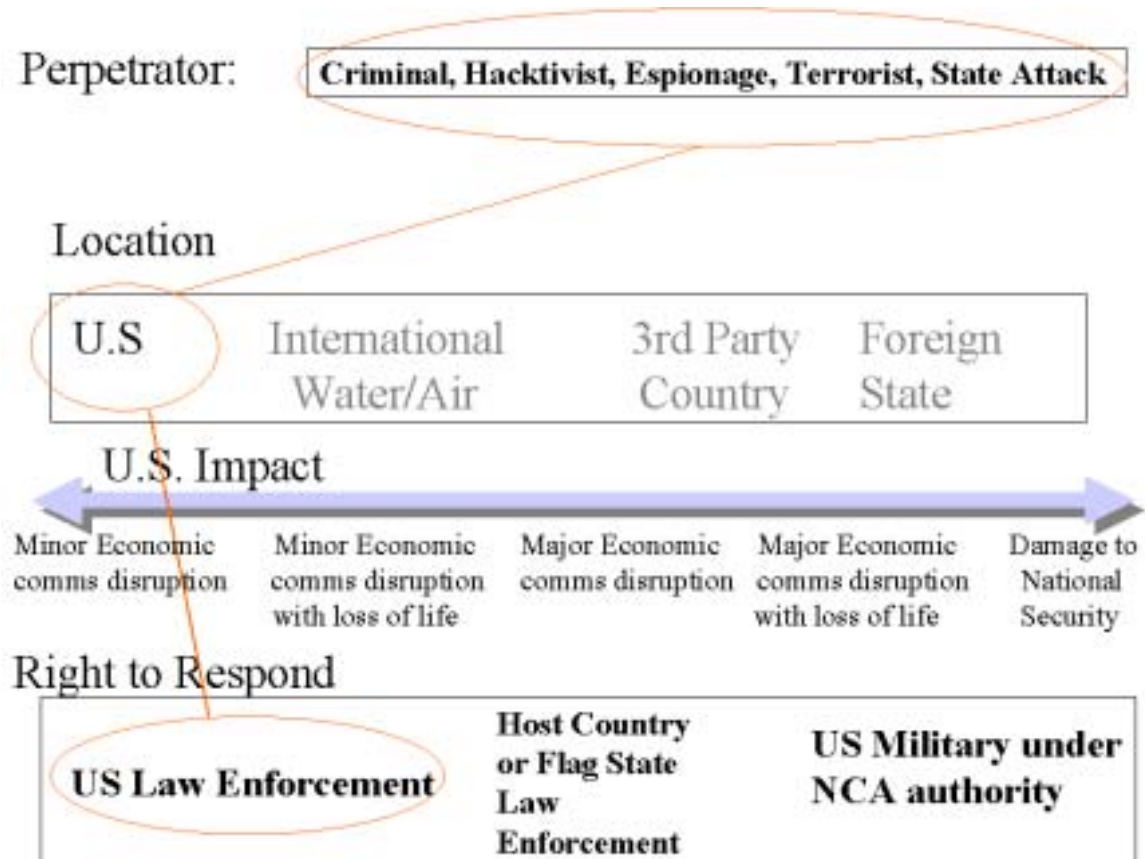 Perpetrator:
Criminal, Hacktivist, Espionage, Terrorist, State Attack
Location
U.S
International
Water/Air
3rd Party
Country
Foreign
State
U.S. Impact
Minor Economic
comms disruption
Minor Economic
comms disruption
with loss of life
Major Economic
comms disruption
Major Economic
comms disruption
with loss of life
Damage to
National
Security
Right to Respond
US Law Enforcement
Host Country
or Flag State
Law
Enforcement
US Military under
NCA authority